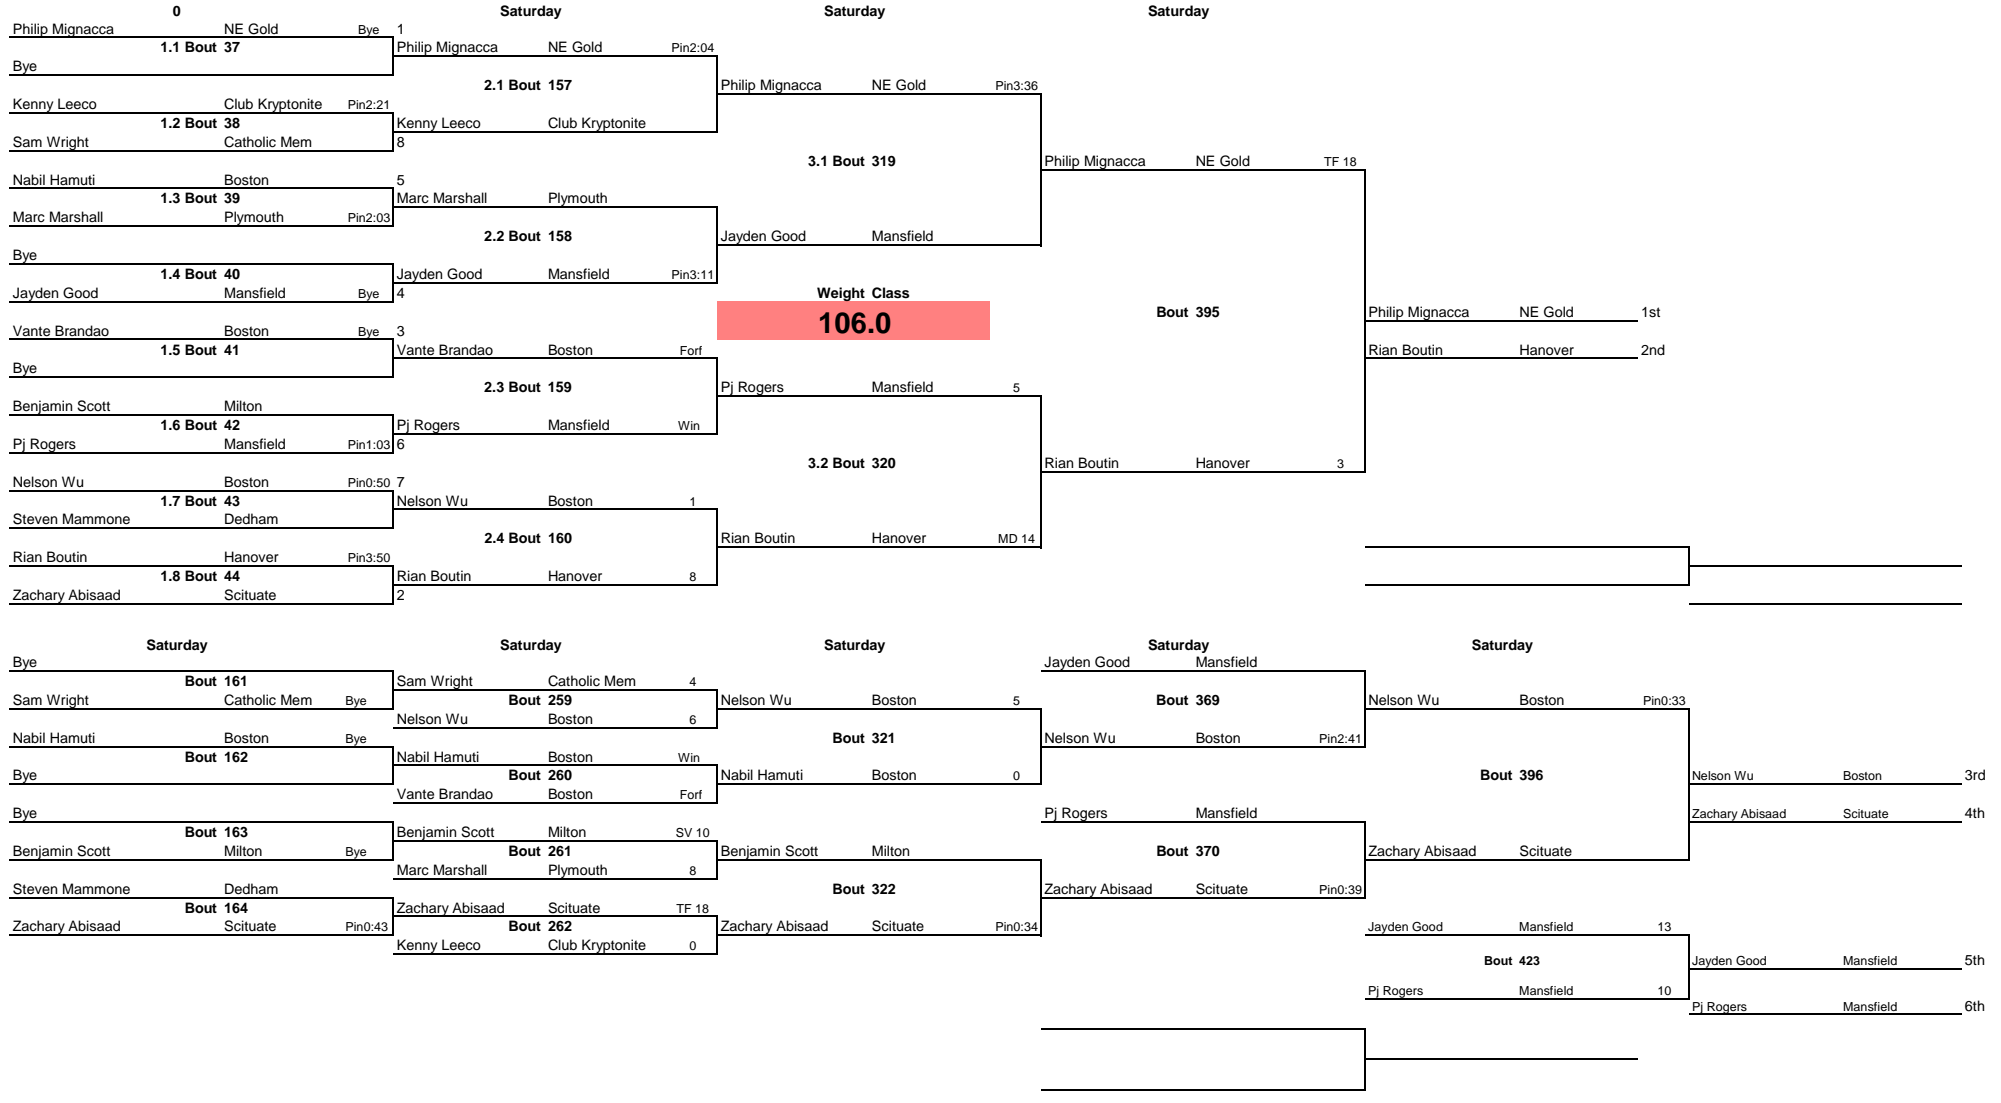 0 Saturday Saturday Saturday
Philip Mignacca NE Gold Bye 1
1.1 Bout 37 Philip Mignacca NE Gold Pin2:04
Bye
2.1 Bout 157 Philip Mignacca NE Gold Pin3:36
Kenny Leeco Club Kryptonite Pin2:21
1.2 Bout 38 Kenny Leeco Club Kryptonite
Sam Wright Catholic Mem 8
3.1 Bout 319 Philip Mignacca NE Gold TF 18
Nabil Hamuti Boston 5
1.3 Bout 39 Marc Marshall Plymouth
Marc Marshall Plymouth Pin2:03
2.2 Bout 158 Jayden Good Mansfield
Bye
1.4 Bout 40 Jayden Good Mansfield Pin3:11
Jayden Good Mansfield Bye 4 Weight Class
106.0 Bout 395 Philip Mignacca NE Gold 1st
Vante Brandao Boston Bye 3
1.5 Bout 41 Vante Brandao Boston Forf Rian Boutin Hanover 2nd
Bye
2.3 Bout 159 Pj Rogers Mansfield 5
Benjamin Scott Milton
1.6 Bout 42 Pj Rogers Mansfield Win
Pj Rogers Mansfield Pin1:03 6
3.2 Bout 320 Rian Boutin Hanover 3
Nelson Wu Boston Pin0:50 7
1.7 Bout 43 Nelson Wu Boston 1
Steven Mammone Dedham
2.4 Bout 160 Rian Boutin Hanover MD 14
Rian Boutin Hanover Pin3:50
1.8 Bout 44 Rian Boutin Hanover 8
Zachary Abisaad Scituate 2
Saturday Saturday Saturday Saturday Saturday
Bye Jayden Good Mansfield
Bout 161 Sam Wright Catholic Mem 4
Sam Wright Catholic Mem Bye Bout 259 Nelson Wu Boston 5 Bout 369 Nelson Wu Boston Pin0:33
Nelson Wu Boston 6
Nabil Hamuti Boston Bye Bout 321 Nelson Wu Boston Pin2:41
Bout 162 Nabil Hamuti Boston Win
Bye Bout 260 Nabil Hamuti Boston 0 Bout 396 Nelson Wu Boston 3rd
Vante Brandao Boston Forf
Bye Pj Rogers Mansfield Zachary Abisaad Scituate 4th
Bout 163 Benjamin Scott Milton SV 10
Benjamin Scott Milton Bye Bout 261 Benjamin Scott Milton Bout 370 Zachary Abisaad Scituate
Marc Marshall Plymouth 8
Steven Mammone Dedham Bout 322 Zachary Abisaad Scituate Pin0:39
Bout 164 Zachary Abisaad Scituate TF 18
Zachary Abisaad Scituate Pin0:43 Bout 262 Zachary Abisaad Scituate Pin0:34 Jayden Good Mansfield 13
Kenny Leeco Club Kryptonite 0
Bout 423 Jayden Good Mansfield 5th
Pj Rogers Mansfield 10
Pj Rogers Mansfield 6th